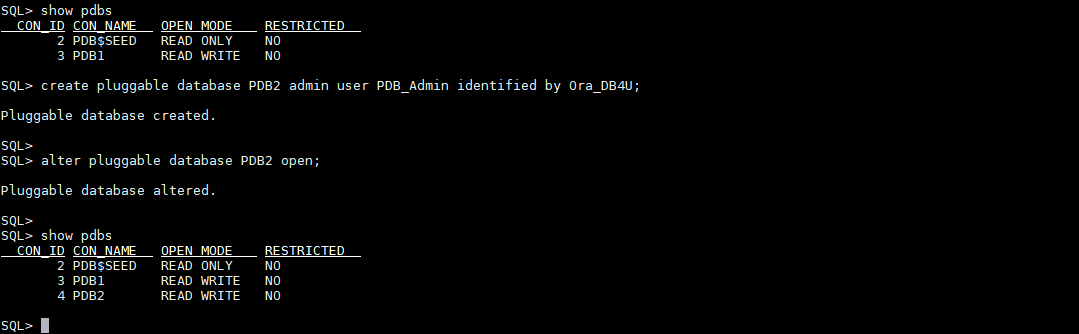 SQL> show pdbs
CON_ID CON_NAME OPEN MODE RESTRICTED
2 PDB$SEED READ ONLY NO
3 PDB1 READ WRITE NO
SQL> create pluggable database PDB2 admin user PDB_Admin identified by Ora_DB4U;
Pluggable database created.
SQL>
SQL> alter pluggable database PDB2 open;
Pluggable database altered.
SQL>
SQL> show pdbs
CON_ID CON_NAME OPEN MODE RESTRICTED
2 PDB$SEED READ ONLY NO
3 PDB1 READ WRITE NO
4 PDB2 READ WRITE NO
SQL>